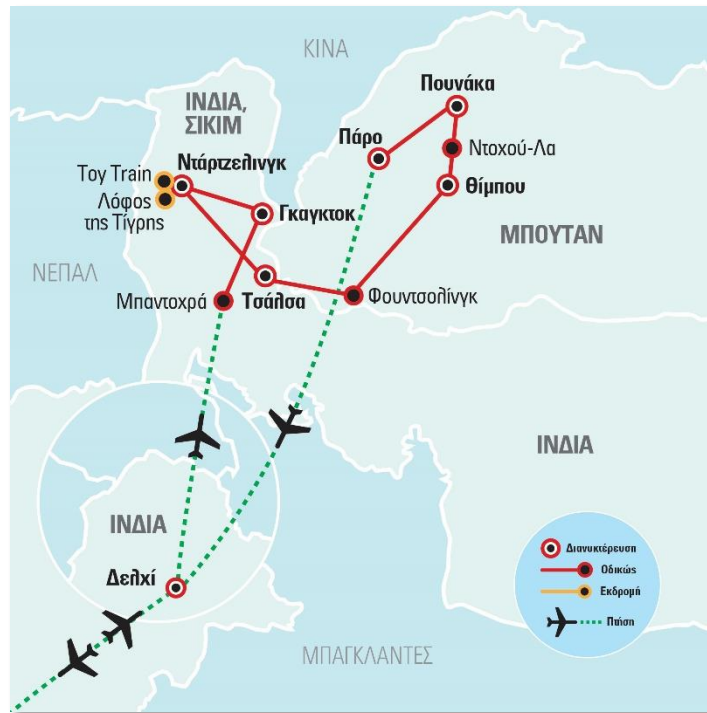 ΚΙΝΑ
ΙΝΔΙΑ,
ΣΙΚΙΜ
Πουνάκα
Πάρο
Ντοχού-Λα
Toy Train
Ντάρτζελινγκ
Λόφος
της Τίγρης
Θίμπου
Γκαγκτοκ
ΜΠΟΥΤΑΝ
ΝΕΠΑΛ
Μπαντοχρά
Τσάλσα
Φουντσολίνγκ
ΙΝΔΙΑ
ΙΝΔΙΑ
Δελχί
Διανυκτέρευση
Οδικώς
Εκδρομή
Πτήση
ΜΠΑΓΚΛΑΝΤΕΣ